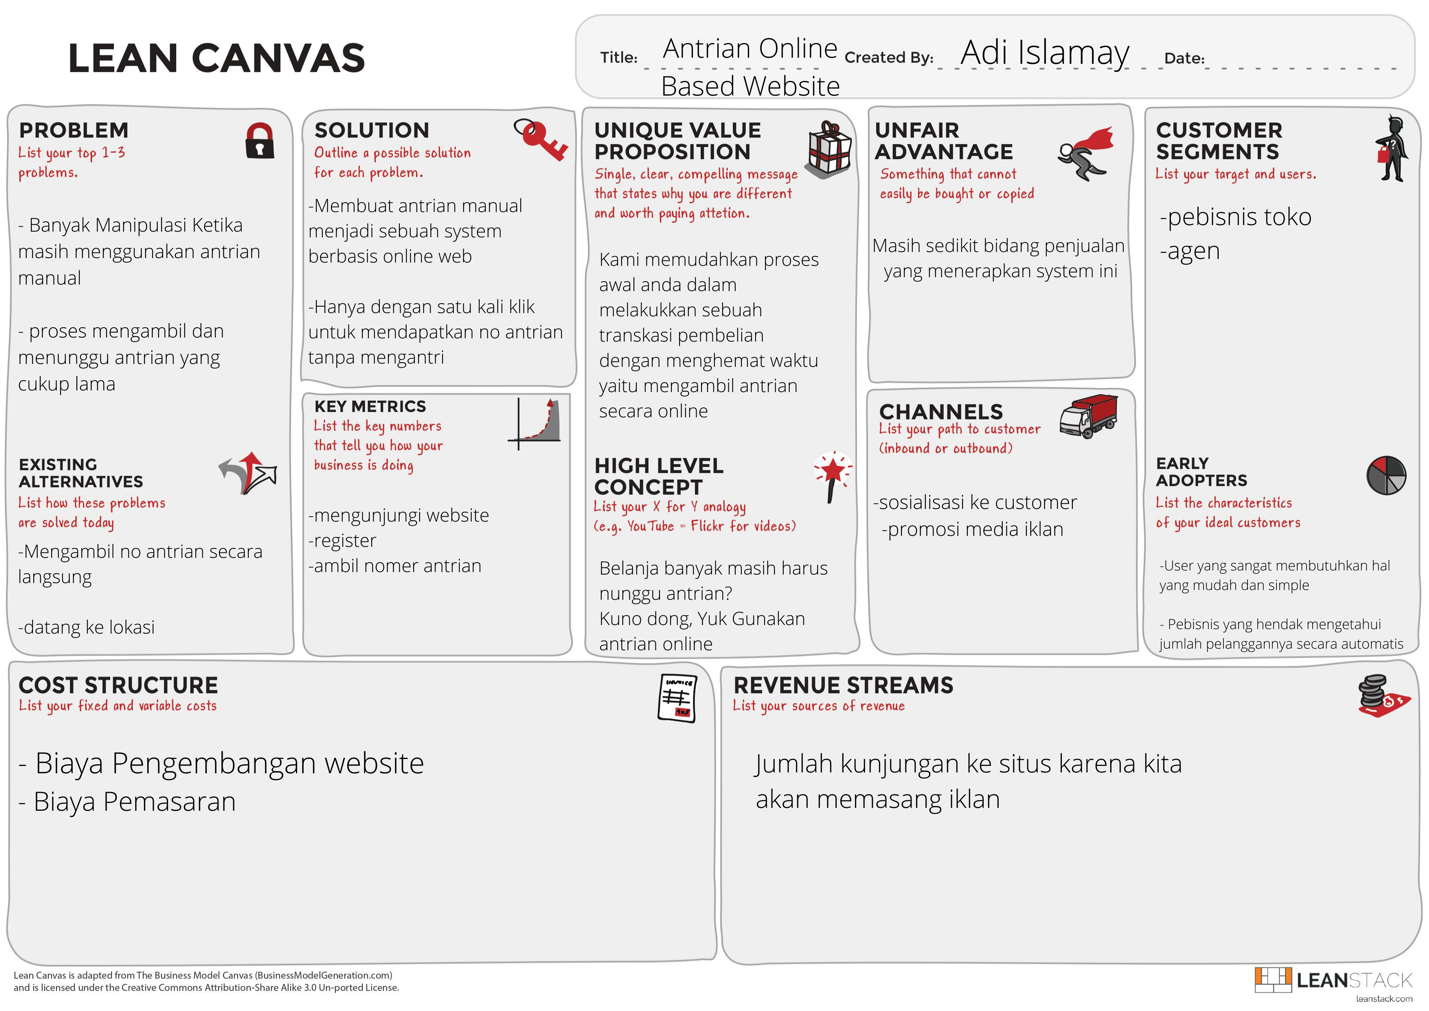 LEAN CANVAS
Title: Antrian Online
Based Website
Created By: Adi Islamay
Date:
PROBLEM
List your top 1-3
problems.
- Banyak Manipulasi Ketika
masih menggunakan antrian
manual
- proses mengambil dan
menunggu antrian yang
cukup lama
EXISTING
ALTERNATIVES
List how these problems
are solved today
-Mengambil no antrian secara
langsung
-datang ke lokasi
SOLUTION
Outline a possible solution
for each problem.
-Membuat antrian manual
menjadi sebuah system
berbasis online web
-Hanya dengan satu kali klik
untuk mendapatkan no antrian
tanpa mengantri
KEY METRICS
List the key numbers
that tell you how your
business is doing
-mengunjungi website
-register
-ambil nomer antrian
UNIQUE VALUE
PROPOSITION
Single, clear, compelling message
that states why you are different
and worth paying attetion.
Kami memudahkan proses
awal anda dalam
melakukkan sebuah
transkasi pembelian
dengan menghemat waktu
yaitu mengambil antrian
secara online
HIGH LEVEL
CONCEPT
List your X for Y analogy
(e.g. YouTube = Flickr for videos)
Belanja banyak masih harus
nunggu antrian?
Kuno dong, Yuk Gunakan
antrian online
UNFAIR
ADVANTAGE
Something that cannot
easily be bought or copied
Masih sedikit bidang penjualan
yang menerapkan system ini
CHANNELS
List your path to customer
(inbound or outbound)
-sosialisasi ke customer
-promosi media iklan
CUSTOMER
SEGMENTS
List your target and users.
-pebisnis toko
-agen
EARLY
ADOPTERS
List the characteristics
of your ideal customers
-User yang sangat membutuhkan hal
yang mudah dan simple
- Pebisnis yang hendak mengetahui
jumlah pelanggannya secara automatis
COST STRUCTURE
List your fixed and variable costs
INVOICE
- Biaya Pengembangan website
- Biaya Pemasaran
REVENUE STREAMS
List your sources of revenue
Jumlah kunjungan ke situs karena kita
akan memasang iklan
Lean Canvas is adapted from The Business Model Canvas (BusinessModelGeneration.com)
and is licensed under the Creative Commons Attribution-Share Alike 3.0 Un-ported License.
LEANSTACK
leanstack.com